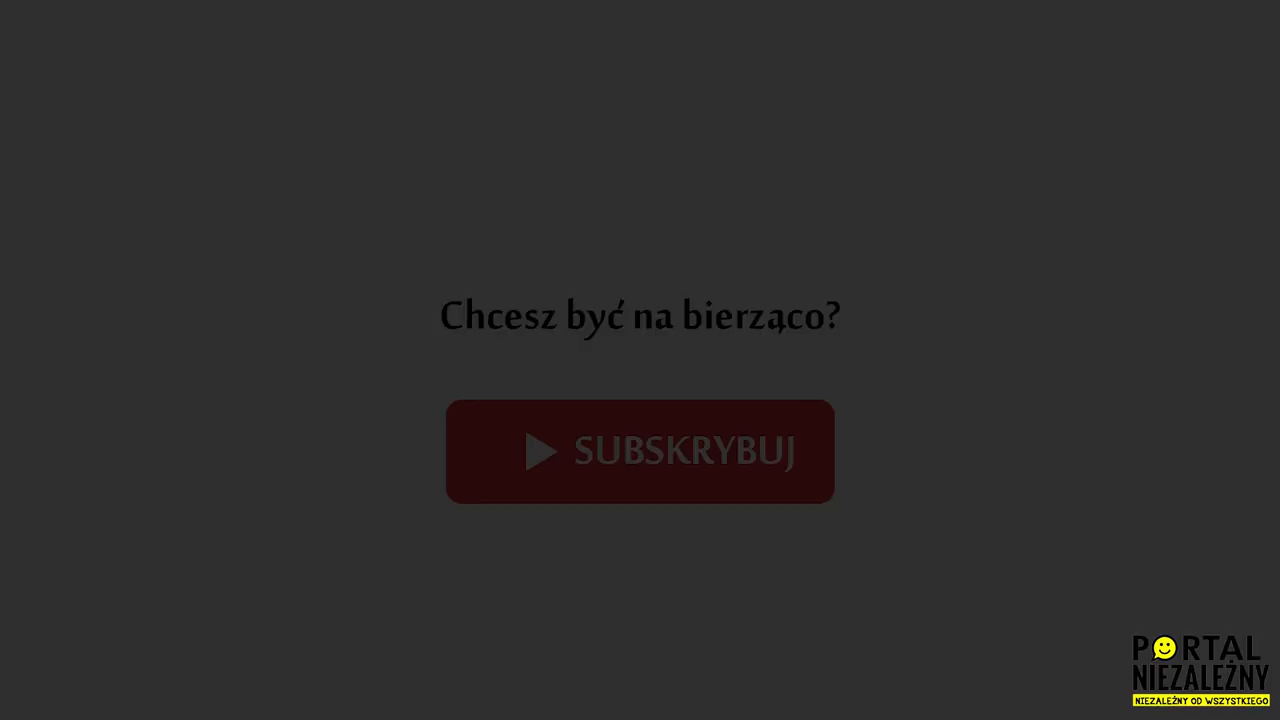 Chcesz być na bierząco?
SUBSKRYBUJ
PORTAL
NIEZALEŻNY
NIEZALEŻNY OD WSZYSTKIEGO